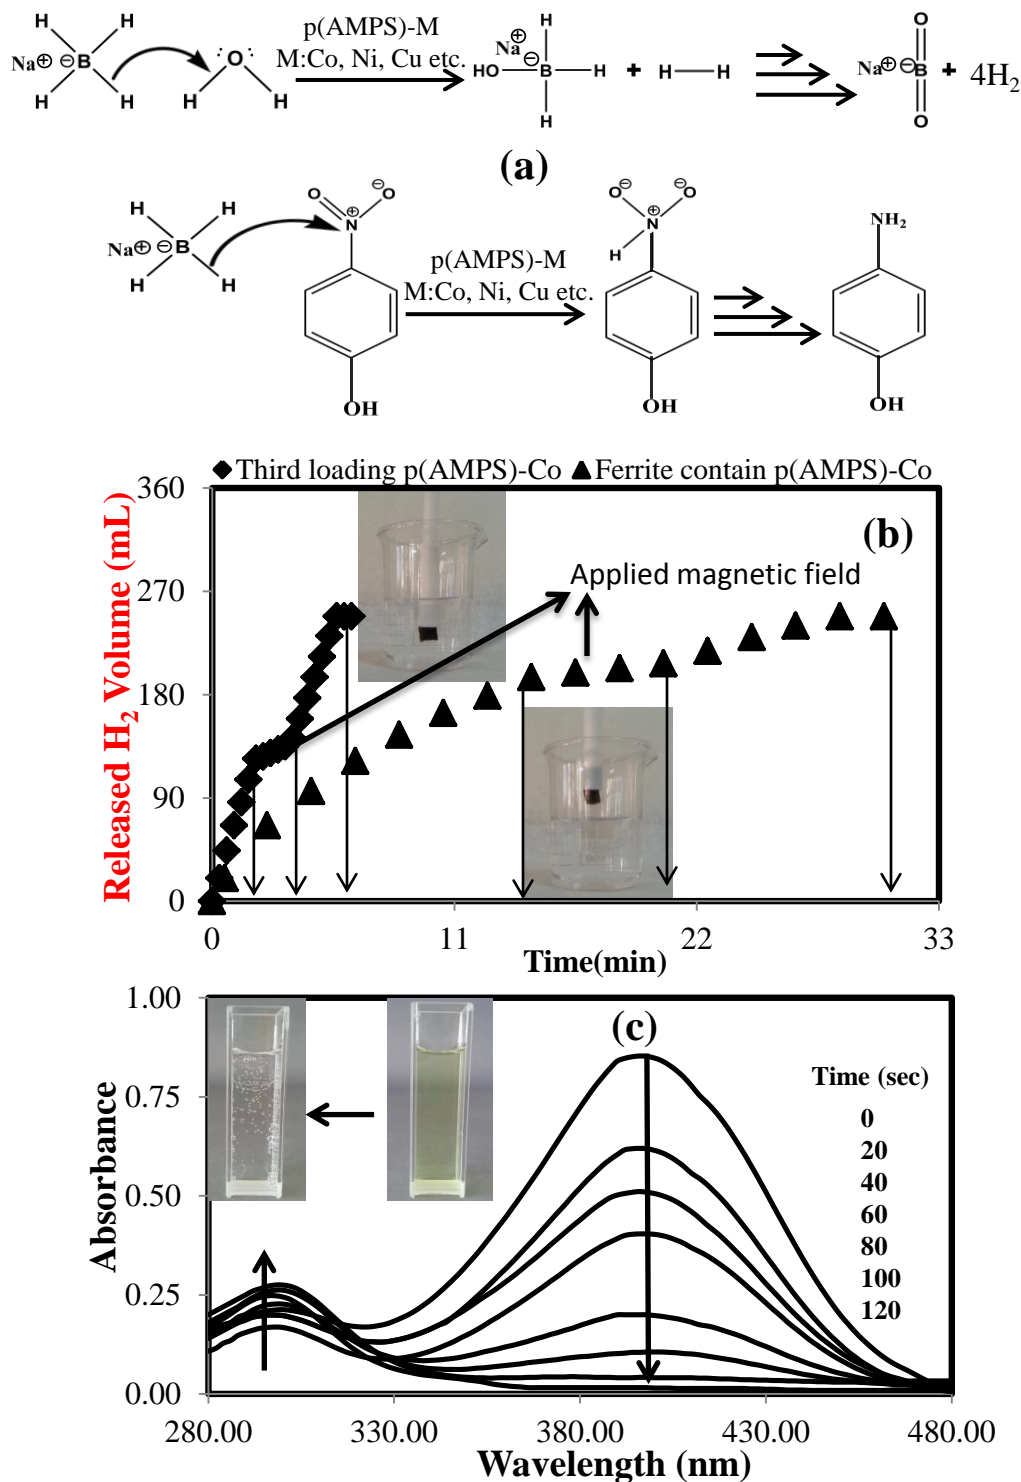 H H H H Na⊕ ⊖B
:O: H H
p(AMPS)-M
M:Co, Ni, Cu etc.
Na⊕ H ⊖ HO B H H
+ H H
Na⊕ ⊖B O O + 4H₂
(a)
H H Na⊕ ⊖B H H
O ⊖O N⊕ OH
p(AMPS)-M
M:Co, Ni, Cu etc.
⊖O ⊖O N⊕ H OH
NH₂ OH
Third loading p(AMPS)-Co Ferrite contain p(AMPS)-Co
360
270
180
90
0
Released H₂ Volume (mL)
(b)
Applied magnetic field
0 11 22 33
Time(min)
1.00
0.75
0.50
0.25
0.00
Absorbance
(c)
Time (sec)
0
20
40
60
80
100
120
280.00 330.00 380.00 430.00 480.00
Wavelength (nm)